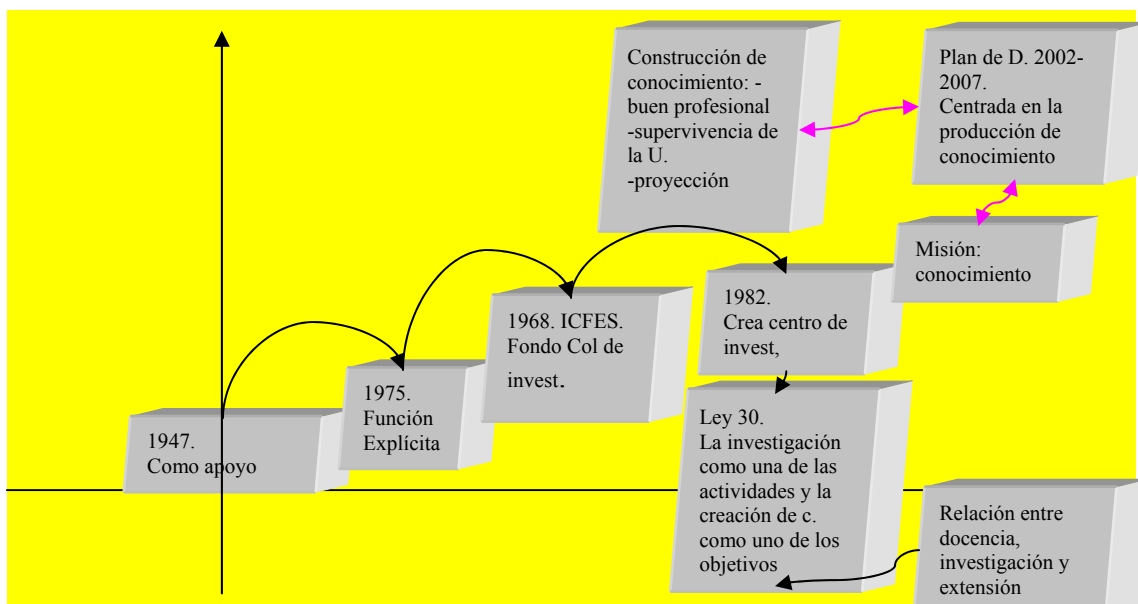 Construcción de
conocimiento: -
buen profesional
-supervivencia de
la U.
-proyección
Plan de D. 2002-
2007.
Centrada en la
producción de
conocimiento
Misión:
conocimiento
1982.
Crea centro de
invest,
1968. ICFES.
Fondo Col de
invest.
1975.
Función
Explícita
1947.
Como apoyo
Ley 30.
La investigación
como una de las
actividades y la
creación de c.
como uno de los
objetivos
Relación entre
docencia,
investigación y
extensión